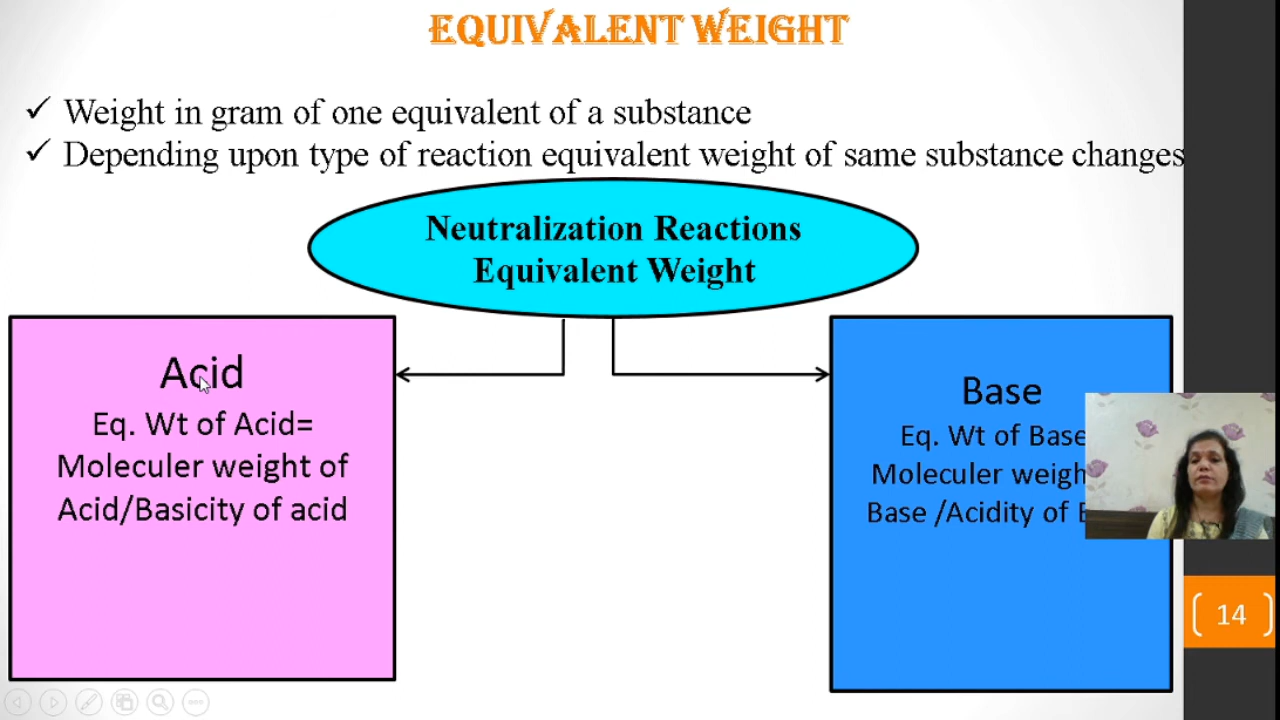 EQUIVALENT WEIGHT
✓ Weight in gram of one equivalent of a substance
✓ Depending upon type of reaction equivalent weight of same substance changes
Neutralization Reactions
Equivalent Weight
Acid
Eq. Wt of Acid=
Moleculer weight of
Acid/Basicity of acid
Base
Eq. Wt of Base
Moleculer weigh
Base /Acidity of
14